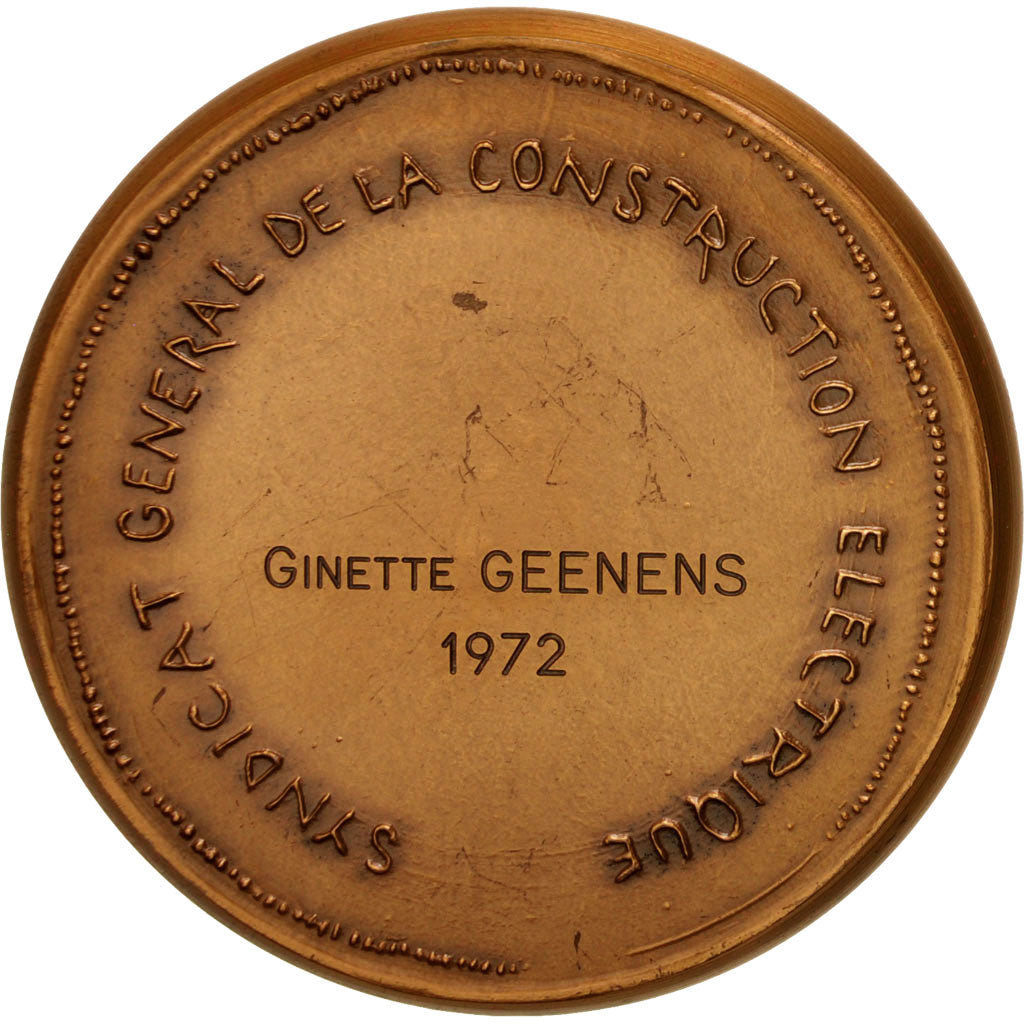 SYNDICAT GENERAL DE LA CONSTRUCTION ELECTRIQUE
GINETTE GEENENS
1972